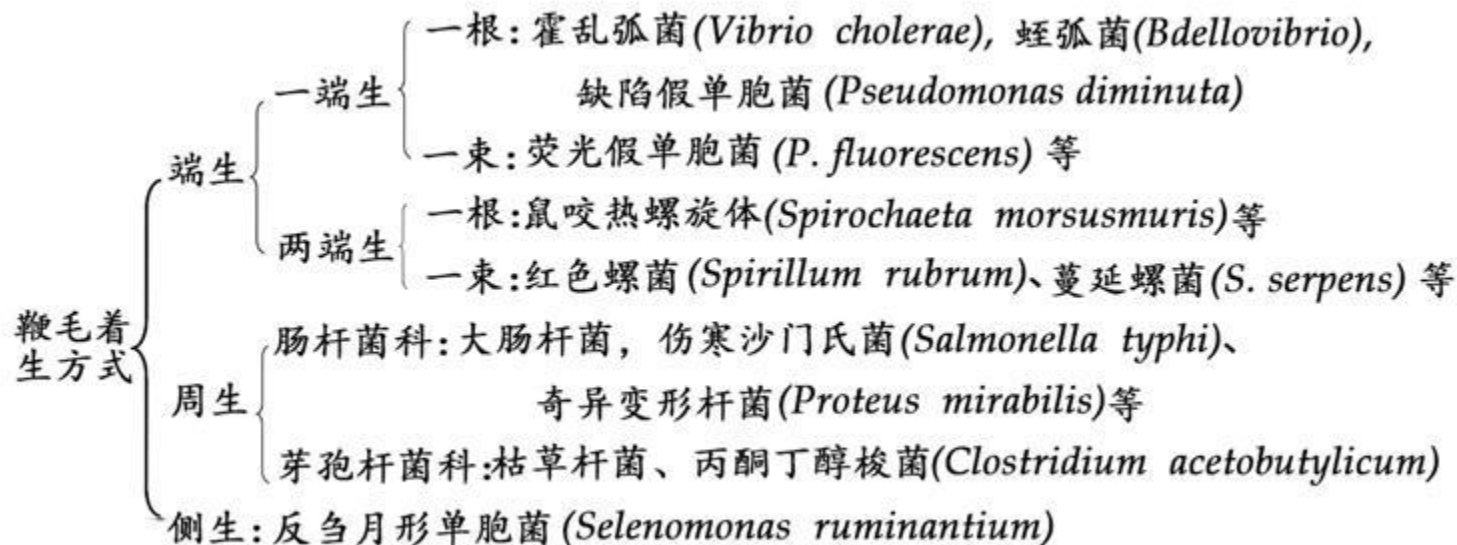 一端生
一根: 霍乱弧菌(Vibrio cholerae), 蛭弧菌(Bdellovibrio),
缺陷假单胞菌 (Pseudomonas diminuta)
一束: 荧光假单胞菌 (P. fluorescens) 等
端生
两端生
一根:鼠咬热螺旋体(Spirochaeta morsusmuris)等
一束:红色螺菌(Spirillum rubrum)、蔓延螺菌(S. serpens) 等
鞭毛着
生方式
周生
肠杆菌科:大肠杆菌, 伤寒沙门氏菌(Salmonella typhi)、
奇异变形杆菌(Proteus mirabilis)等
芽孢杆菌科:枯草杆菌、丙酮丁醇梭菌(Clostridium acetobutylicum)
侧生: 反刍月形单胞菌 (Selenomonas ruminantium)